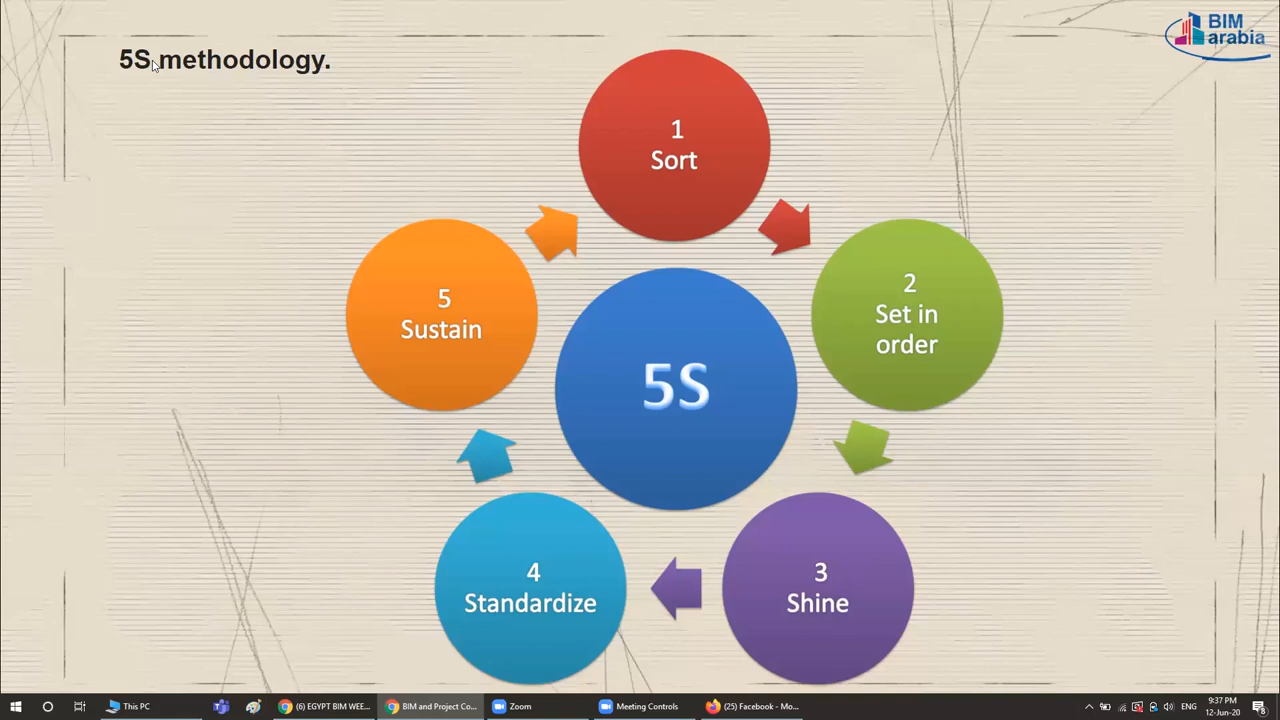 5S methodology.
BIM
arabia
1
Sort
2
Set in
order
3
Shine
4
Standardize
5
Sustain
5S
This PC
(6) EGYPT BIM WEE...
BIM and Project Co...
Zoom
Meeting Controls
(25) Facebook - Mo...
ENG
9:37 PM
12-Jun-20